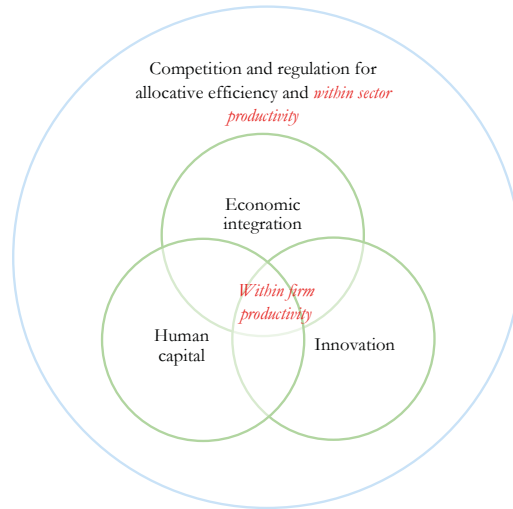 Competition and regulation for
allocative efficiency and within sector
productivity
Economic
integration
Within firm
productivity
Human
capital
Innovation